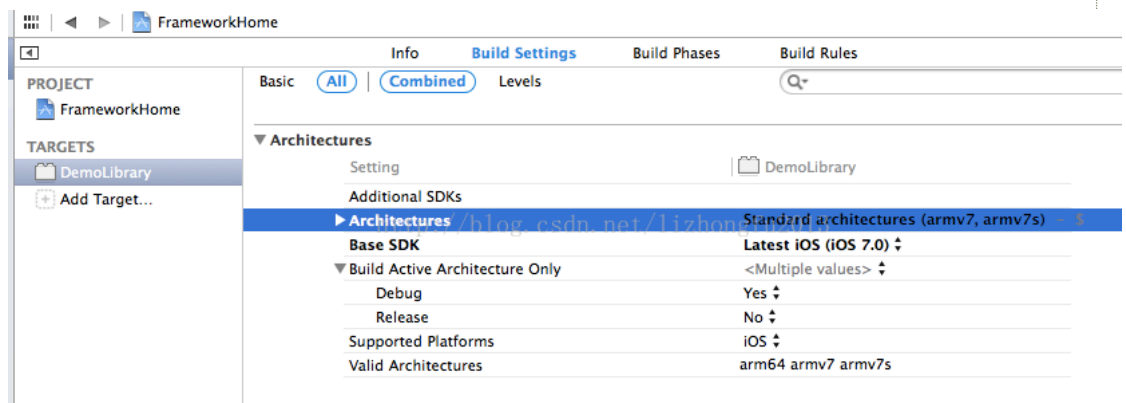 FrameworkHome
Info Build Settings Build Phases Build Rules
PROJECT
FrameworkHome
TARGETS
DemoLibrary
Add Target...
Basic All Combined Levels
Architectures
Setting DemoLibrary
Additional SDKs
Architectures Standard architectures (armv7, armv7s) - $
Base SDK Latest iOS (iOS 7.0)
Build Active Architecture Only <Multiple values>
Debug Yes
Release No
Supported Platforms iOS
Valid Architectures arm64 armv7 armv7s